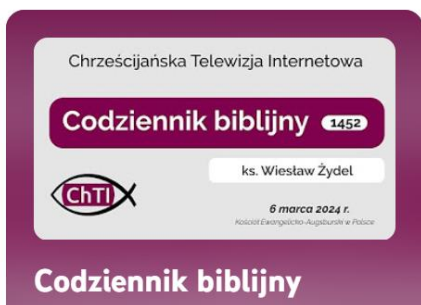 Chrześcijańska Telewizja Internetowa
Codziennik biblijny 1452
ks. Wiesław Żydel
ChTI
6 marca 2024 r.
Kościół Ewangelicko-Augsburski w Polsce
Codziennik biblijny